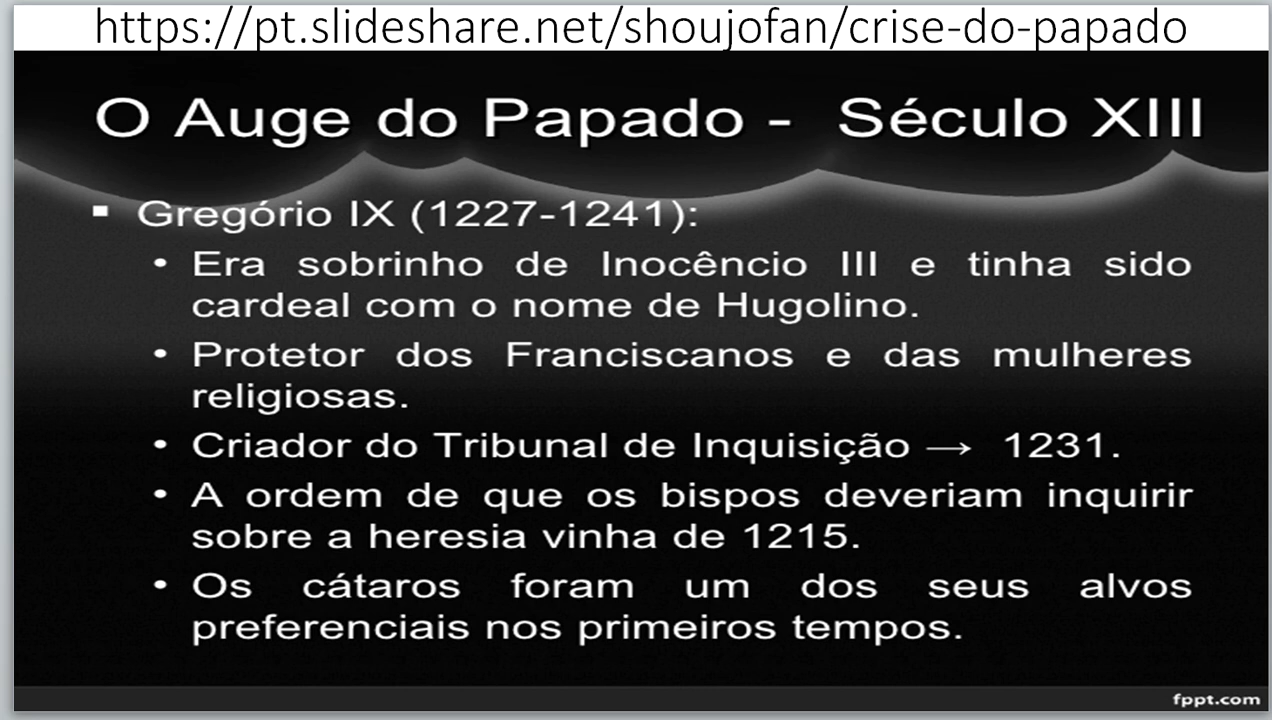 https://pt.slideshare.net/shoujofan/crise-do-papado
O Auge do Papado - Século XIII
▪ Gregório IX (1227-1241):
• Era sobrinho de Inocêncio III e tinha sido
cardeal com o nome de Hugolino.
• Protetor dos Franciscanos e das mulheres
religiosas.
• Criador do Tribunal de Inquisição → 1231.
• A ordem de que os bispos deveriam inquirir
sobre a heresia vinha de 1215.
• Os cátaros foram um dos seus alvos
preferenciais nos primeiros tempos.
fppt.com